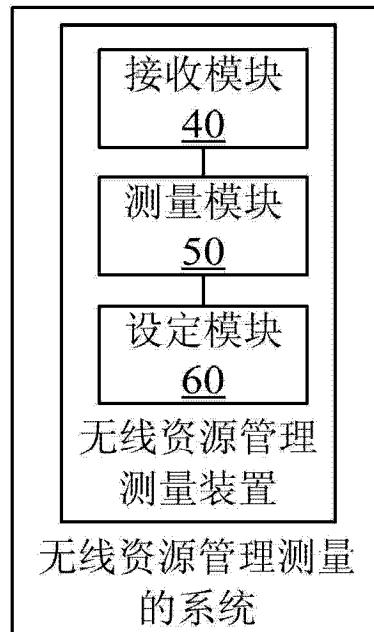 接收模块
40
测量模块
50
设定模块
60
无线资源管理
测量装置
无线资源管理测量
的系统